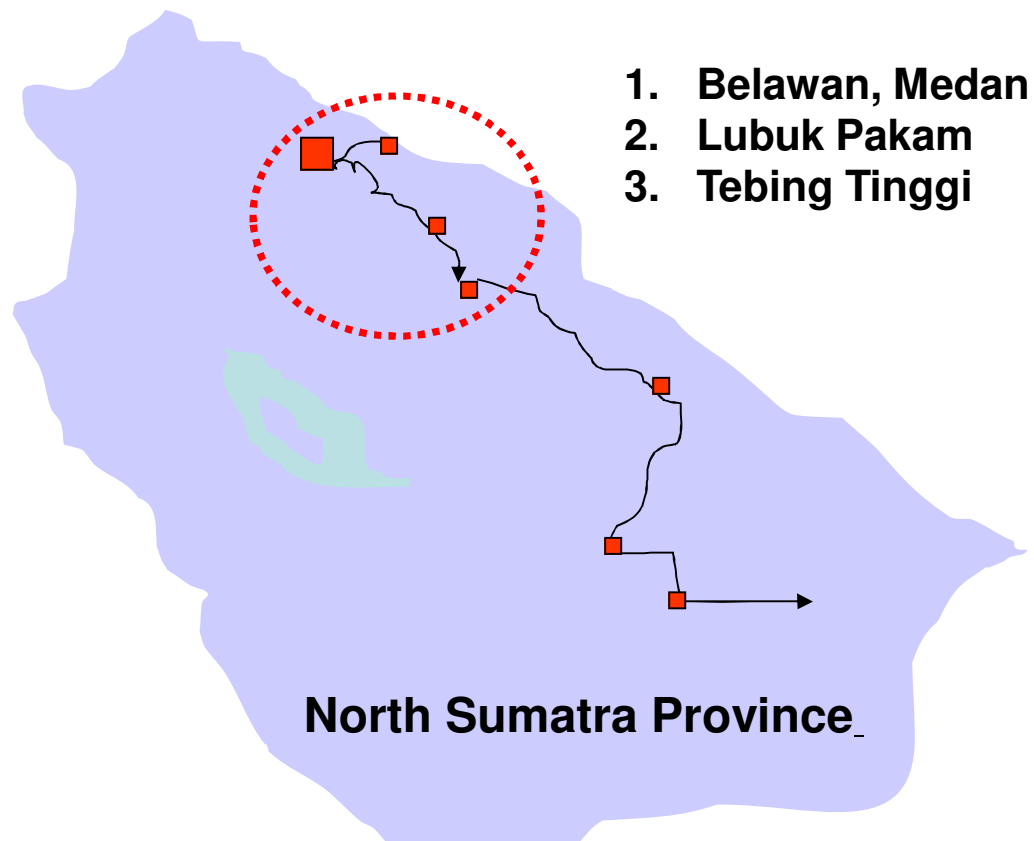 1. Belawan, Medan
2. Lubuk Pakam
3. Tebing Tinggi
North Sumatra Province